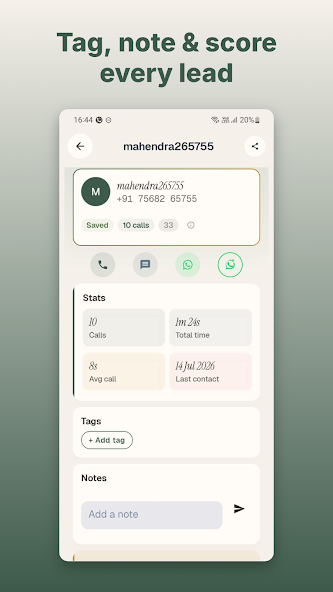 Tag, note & score
every lead
16:44
20%
mahendra265755
M
mahendra265755
+91 75682 65755
Saved
10 calls
33
Stats
10
Calls
1m 24s
Total time
8s
Avg call
14 Jul 2026
Last contact
Tags
+ Add tag
Notes
Add a note